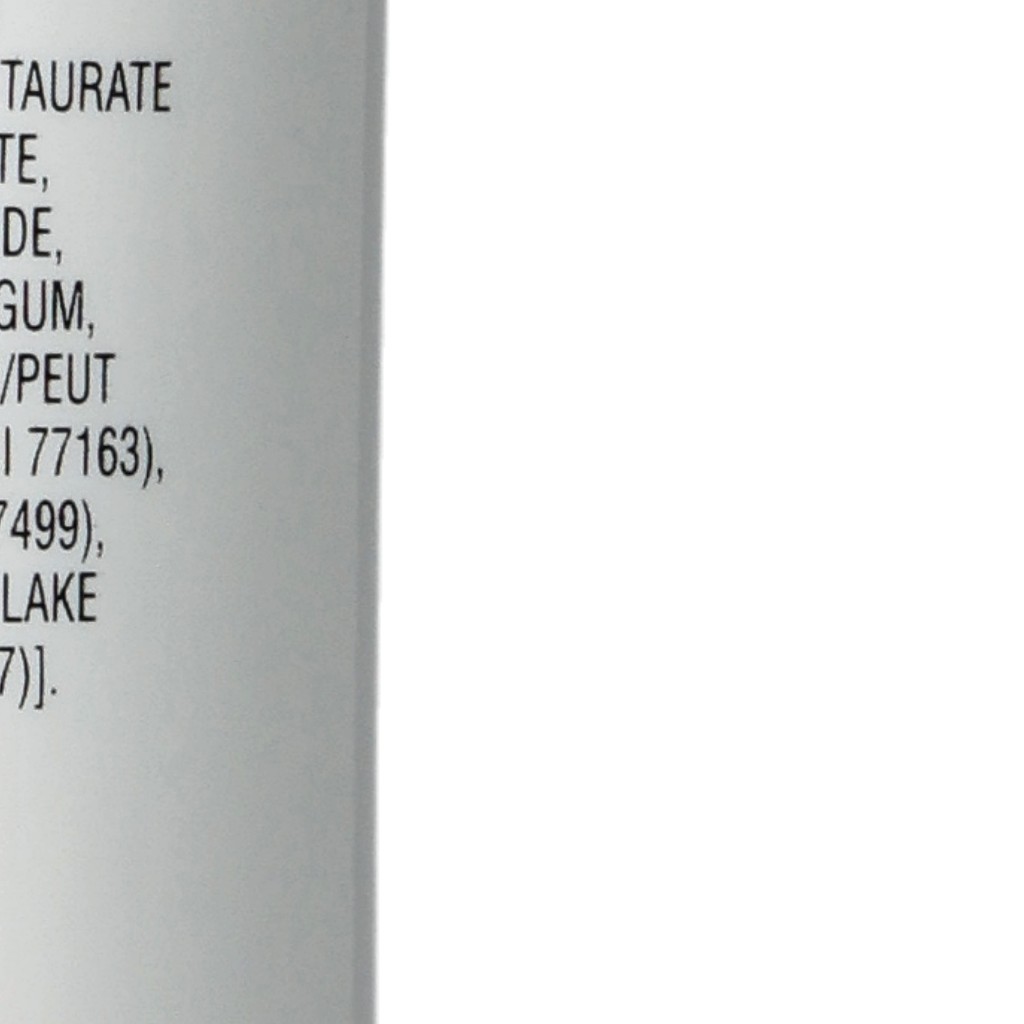 TAURATE
TE,
DE,
GUM,
/PEUT
I 77163),
7499),
LAKE
7)].